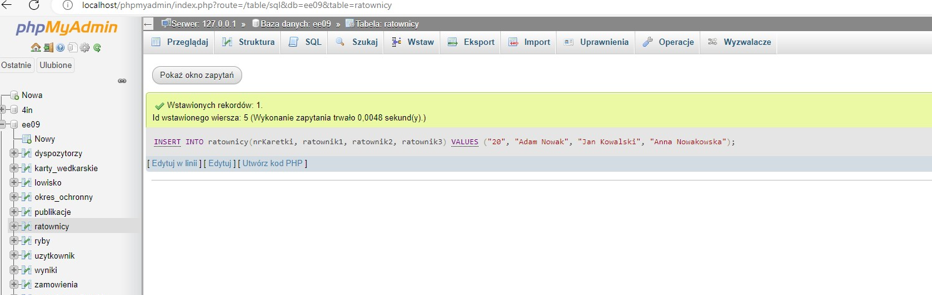 localhost/phpmyadmin/index.php?route=/table/sql&db=ee09&table=ratownicy
phpMyAdmin
Ostatnie Ulubione
Nowa
4in
ee09
Nowy
dyspozytorzy
karty_wedkarskie
lowisko
okres_ochronny
publikacje
ratownicy
ryby
uzytkownik
wyniki
zamowienia
Serwer: 127.0.0.1 » Baza danych: ee09 » Tabela: ratownicy
Przeglądaj Struktura SQL Szukaj Wstaw Eksport Import Uprawnienia Operacje Wyzwalacze
Pokaż okno zapytań
Wstawionych rekordów: 1.
Id wstawionego wiersza: 5 (Wykonanie zapytania trwało 0,0048 sekund(y).)
INSERT INTO ratownicy(nrKaretki, ratownik1, ratownik2, ratownik3) VALUES ("20", "Adam Nowak", "Jan Kowalski", "Anna Nowakowska");
[ Edytuj w linii ] [ Edytuj ] [ Utwórz kod PHP ]